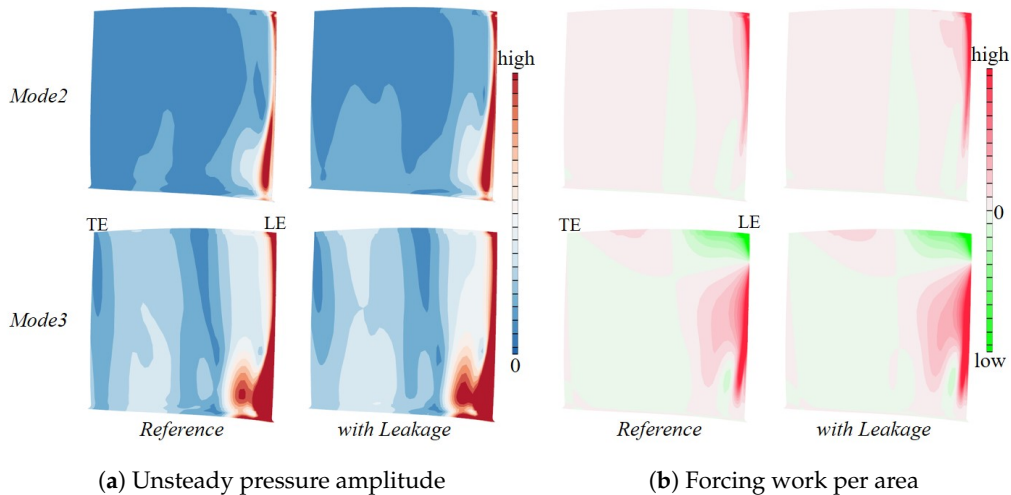 high
high
Mode2
0
TE
LE
TE
LE
Mode3
0
low
Reference
with Leakage
Reference
with Leakage
(a) Unsteady pressure amplitude
(b) Forcing work per area